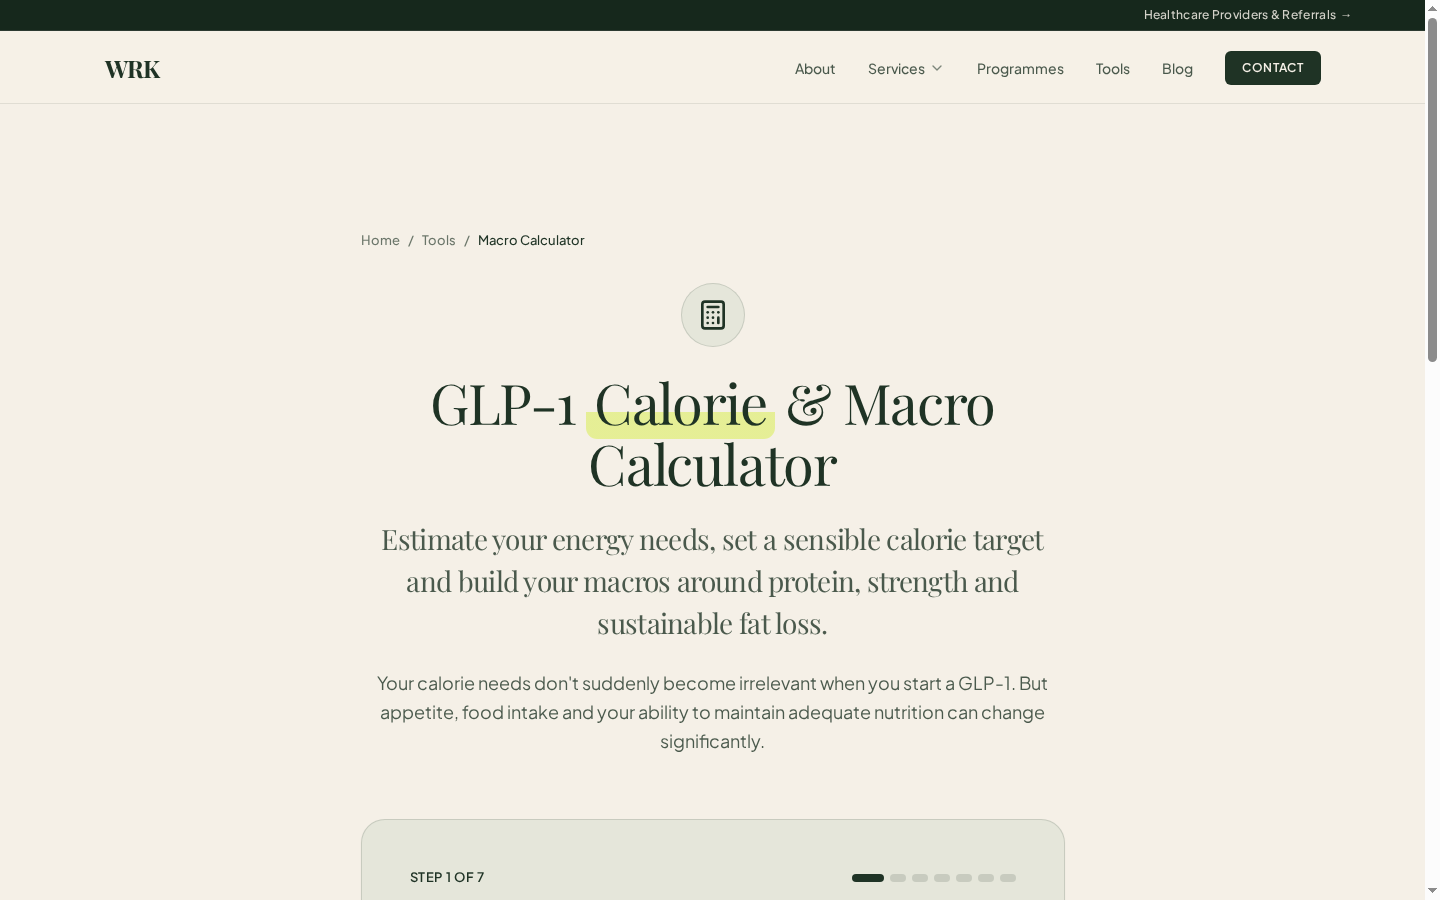 Healthcare Providers & Referrals →
WRK
About
Services
Programmes
Tools
Blog
CONTACT
Home / Tools / Macro Calculator
GLP-1 Calorie & Macro
Calculator
Estimate your energy needs, set a sensible calorie target
and build your macros around protein, strength and
sustainable fat loss.
Your calorie needs don't suddenly become irrelevant when you start a GLP-1. But
appetite, food intake and your ability to maintain adequate nutrition can change
significantly.
STEP 1 OF 7